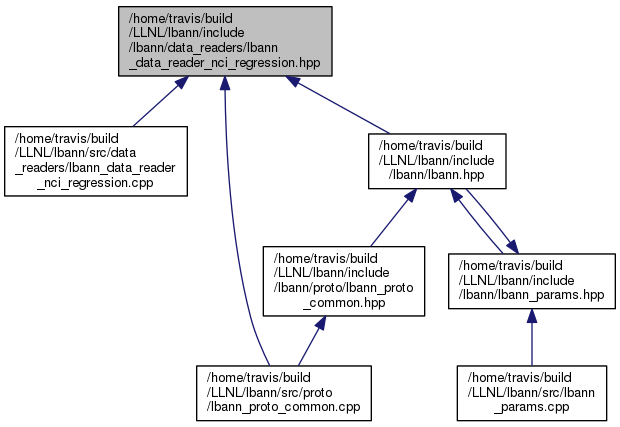 /home/travis/build
/LLNL/lbann/include
/lbann/data_readers/lbann
_data_reader_nci_regression.hpp
/home/travis/build
/LLNL/lbann/src/data
_readers/lbann_data_reader
_nci_regression.cpp
/home/travis/build
/LLNL/lbann/include
/lbann/lbann.hpp
/home/travis/build
/LLNL/lbann/include
/lbann/proto/lbann_proto
_common.hpp
/home/travis/build
/LLNL/lbann/include
/lbann/lbann_params.hpp
/home/travis/build
/LLNL/lbann/src/proto
/lbann_proto_common.cpp
/home/travis/build
/LLNL/lbann/src/lbann
_params.cpp